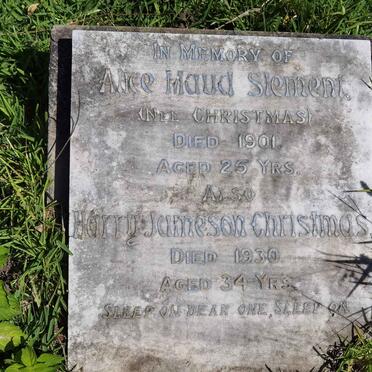 In Memory of
Alice Maud Slement,
(Nee Christmas)
Died 1901.
Aged 25 Yrs.
Also
Harry Jameson Christmas,
Died 1930
Aged 34 Yrs.
Sleep on dear one, sleep on